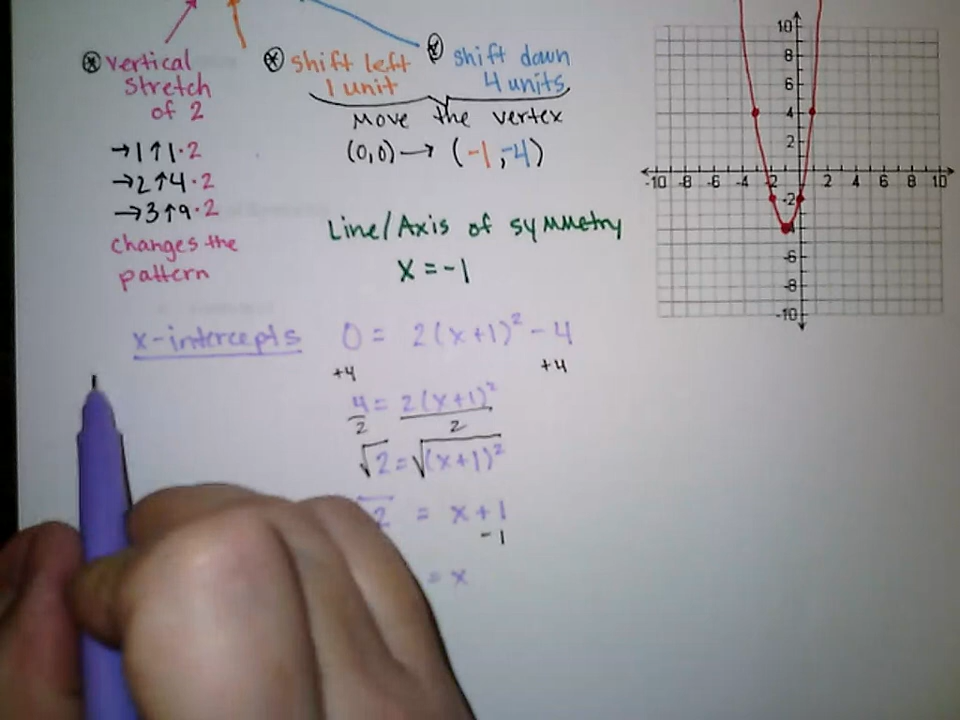 vertical stretch of 2
→1↑1·2
→2↑4·2
→3↑9·2
changes the pattern
shift left 1 unit
shift down 4 units
Move the vertex
(0,0) → (-1,-4)
Line/Axis of symmetry
x = -1
x-intercepts
0 = 2(x+1)² - 4
+4 +4
4/2 = 2(x+1)²/2
√2 = √(x+1)²
2 = x+1
-1
= x
10
8
6
4
2
-10 -8 -6 -4 -2 2 4 6 8 10
-2
-6
-8
-10